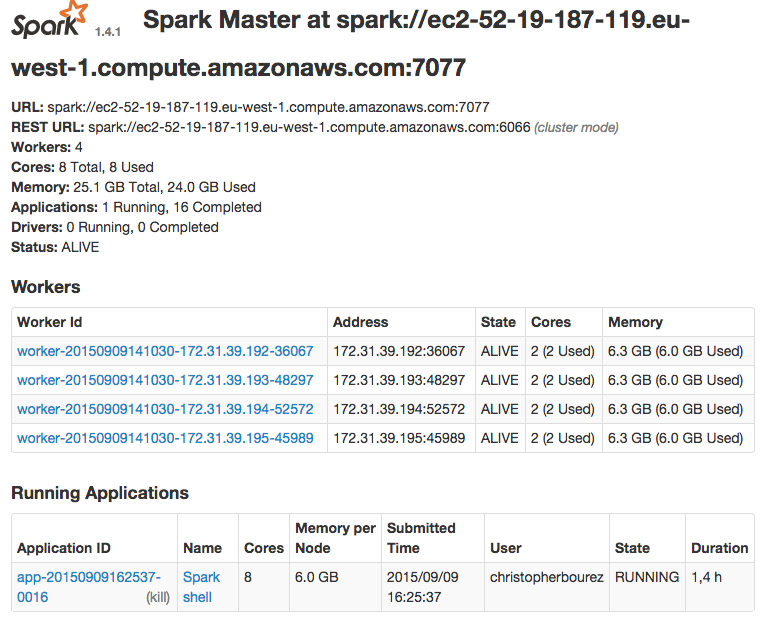 Spark 1.4.1 Spark Master at spark://ec2-52-19-187-119.eu-
west-1.compute.amazonaws.com:7077
URL: spark://ec2-52-19-187-119.eu-west-1.compute.amazonaws.com:7077
REST URL: spark://ec2-52-19-187-119.eu-west-1.compute.amazonaws.com:6066 (cluster mode)
Workers: 4
Cores: 8 Total, 8 Used
Memory: 25.1 GB Total, 24.0 GB Used
Applications: 1 Running, 16 Completed
Drivers: 0 Running, 0 Completed
Status: ALIVE
Workers
Worker Id Address State Cores Memory
worker-20150909141030-172.31.39.192-36067 172.31.39.192:36067 ALIVE 2 (2 Used) 6.3 GB (6.0 GB Used)
worker-20150909141030-172.31.39.193-48297 172.31.39.193:48297 ALIVE 2 (2 Used) 6.3 GB (6.0 GB Used)
worker-20150909141030-172.31.39.194-52572 172.31.39.194:52572 ALIVE 2 (2 Used) 6.3 GB (6.0 GB Used)
worker-20150909141030-172.31.39.195-45989 172.31.39.195:45989 ALIVE 2 (2 Used) 6.3 GB (6.0 GB Used)
Running Applications
Memory per Submitted
Application ID Name Cores Node Time User State Duration
app-20150909162537- Spark 8 6.0 GB 2015/09/09 christopherbourez RUNNING 1,4 h
0016 (kill) shell 16:25:37